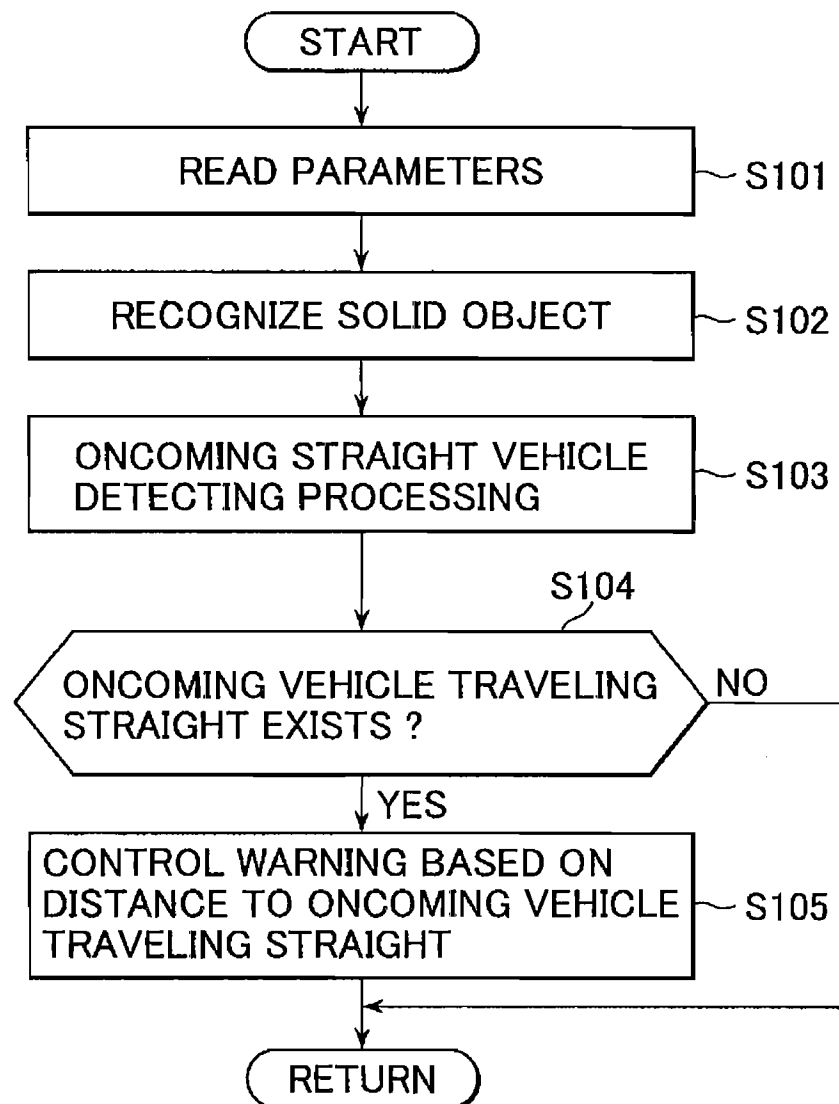 START
READ PARAMETERS
S101
RECOGNIZE SOLID OBJECT
S102
ONCOMING STRAIGHT VEHICLE
DETECTING PROCESSING
S103
S104
ONCOMING VEHICLE TRAVELING
STRAIGHT EXISTS ?
NO
YES
CONTROL WARNING BASED ON
DISTANCE TO ONCOMING VEHICLE
TRAVELING STRAIGHT
S105
RETURN